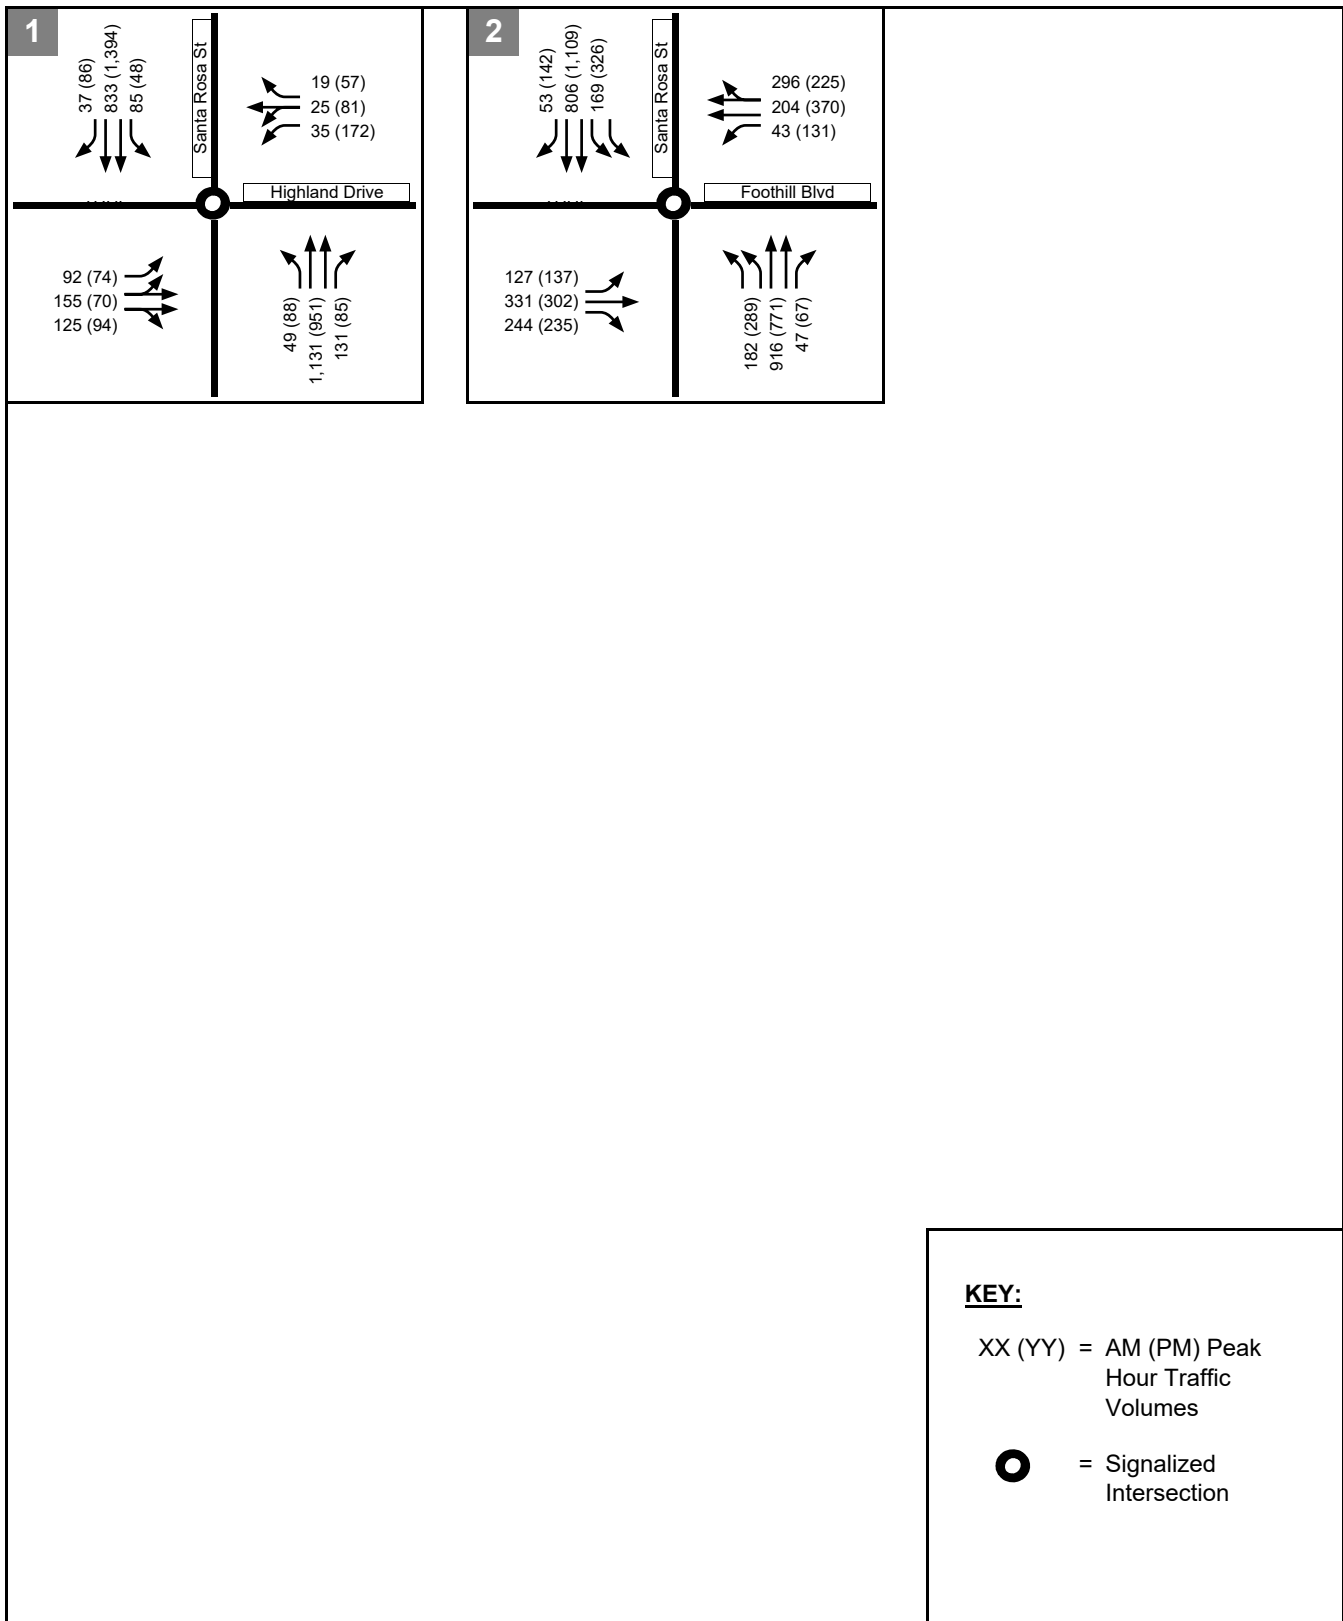 1
37 (86)
833 (1,394)
85 (48)
Santa Rosa St
19 (57)
25 (81)
35 (172)
Highland Drive
92 (74)
155 (70)
125 (94)
49 (88)
1,131 (951)
131 (85)
2
53 (142)
806 (1,109)
169 (326)
Santa Rosa St
296 (225)
204 (370)
43 (131)
Foothill Blvd
127 (137)
331 (302)
244 (235)
182 (289)
916 (771)
47 (67)
KEY:
XX (YY) = AM (PM) Peak
Hour Traffic
Volumes
= Signalized
Intersection